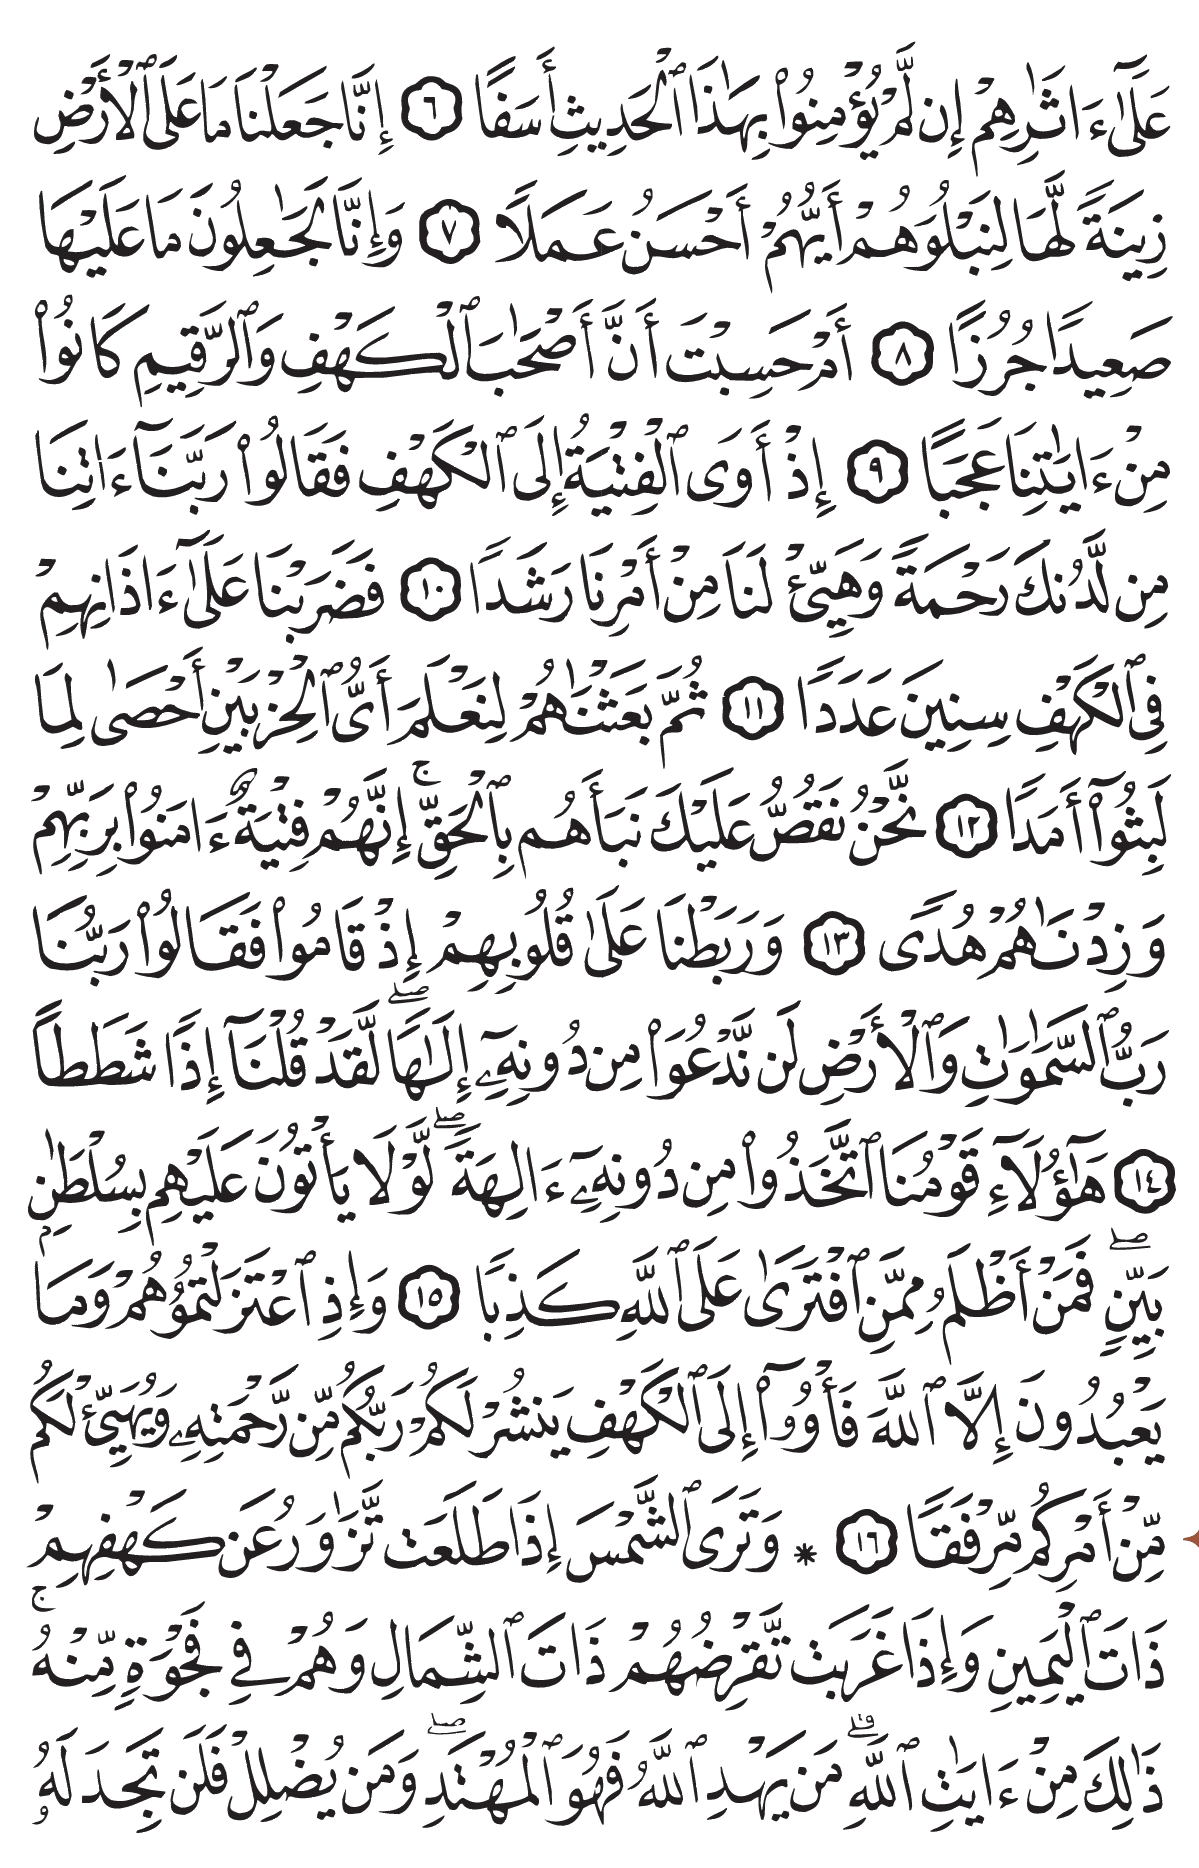 عَلَىٰٓ ءَاثَٰرِهِمْ إِن لَّمْ يُؤْمِنُوا۟ بِهَٰذَا ٱلْحَدِيثِ أَسَفًا ٦ إِنَّا جَعَلْنَا مَا عَلَى ٱلْأَرْضِ
زِينَةً لَّهَا لِنَبْلُوَهُمْ أَيُّهُمْ أَحْسَنُ عَمَلًا ٧ وَإِنَّا لَجَٰعِلُونَ مَا عَلَيْهَا
صَعِيدًا جُرُزًا ٨ أَمْ حَسِبْتَ أَنَّ أَصْحَٰبَ ٱلْكَهْفِ وَٱلرَّقِيمِ كَانُوا۟
مِنْ ءَايَٰتِنَا عَجَبًا ٩ إِذْ أَوَى ٱلْفِتْيَةُ إِلَى ٱلْكَهْفِ فَقَالُوا۟ رَبَّنَآ ءَاتِنَا
مِن لَّدُنكَ رَحْمَةً وَهَيِّئْ لَنَا مِنْ أَمْرِنَا رَشَدًا ١٠ فَضَرَبْنَا عَلَىٰٓ ءَاذَانِهِمْ
فِى ٱلْكَهْفِ سِنِينَ عَدَدًا ١١ ثُمَّ بَعَثْنَٰهُمْ لِنَعْلَمَ أَىُّ ٱلْحِزْبَيْنِ أَحْصَىٰ لِمَا
لَبِثُوٓا۟ أَمَدًا ١٢ نَّحْنُ نَقُصُّ عَلَيْكَ نَبَأَهُم بِٱلْحَقِّ ۚ إِنَّهُمْ فِتْيَةٌ ءَامَنُوا۟ بِرَبِّهِمْ
وَزِدْنَٰهُمْ هُدًى ١٣ وَرَبَطْنَا عَلَىٰ قُلُوبِهِمْ إِذْ قَامُوا۟ فَقَالُوا۟ رَبُّنَا
رَبُّ ٱلسَّمَٰوَٰتِ وَٱلْأَرْضِ لَن نَّدْعُوَا۟ مِن دُونِهِۦٓ إِلَٰهًا ۖ لَّقَدْ قُلْنَآ إِذًا شَطَطًا
١٤ هَٰٓؤُلَآءِ قَوْمُنَا ٱتَّخَذُوا۟ مِن دُونِهِۦٓ ءَالِهَةً ۖ لَّوْلَا يَأْتُونَ عَلَيْهِم بِسُلْطَٰنٍۭ
بَيِّنٍ ۖ فَمَنْ أَظْلَمُ مِمَّنِ ٱفْتَرَىٰ عَلَى ٱللَّهِ كَذِبًا ١٥ وَإِذِ ٱعْتَزَلْتُمُوهُمْ وَمَا
يَعْبُدُونَ إِلَّا ٱللَّهَ فَأْوُۥٓا۟ إِلَى ٱلْكَهْفِ يَنشُرْ لَكُمْ رَبُّكُم مِّن رَّحْمَتِهِۦ وَيُهَيِّئْ لَكُم
مِّنْ أَمْرِكُم مِّرْفَقًا ١٦ ۞ وَتَرَى ٱلشَّمْسَ إِذَا طَلَعَت تَّزَٰوَرُ عَن كَهْفِهِمْ
ذَاتَ ٱلْيَمِينِ وَإِذَا غَرَبَت تَّقْرِضُهُمْ ذَاتَ ٱلشِّمَالِ وَهُمْ فِى فَجْوَةٍ مِّنْهُ ۚ
ذَٰلِكَ مِنْ ءَايَٰتِ ٱللَّهِ ۗ مَن يَهْدِ ٱللَّهُ فَهُوَ ٱلْمُهْتَدِ ۖ وَمَن يُضْلِلْ فَلَن تَجِدَ لَهُۥ